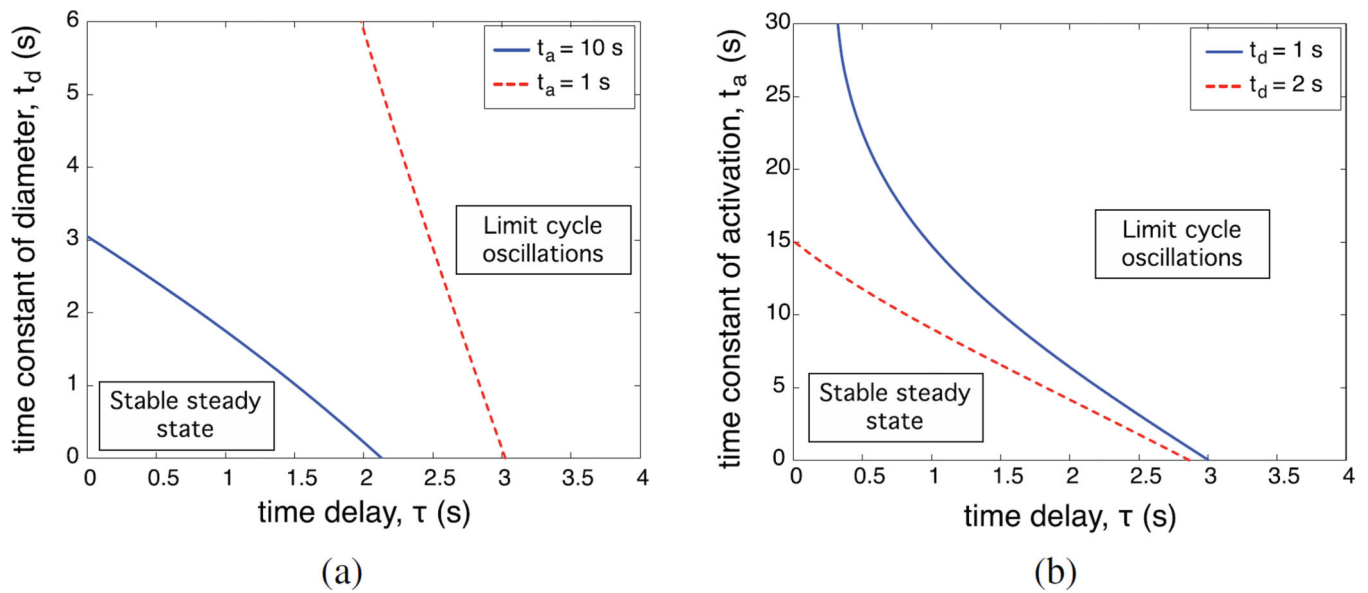 6
5
4
3
2
1
0
time constant of diameter, t_d (s)
t_a = 10 s
t_a = 1 s
Limit cycle
oscillations
Stable steady
state
0 0.5 1 1.5 2 2.5 3 3.5 4
time delay, τ (s)
(a)
30
25
20
15
10
5
0
time constant of activation, t_a (s)
t_d = 1 s
t_d = 2 s
Limit cycle
oscillations
Stable steady
state
0 0.5 1 1.5 2 2.5 3 3.5 4
time delay, τ (s)
(b)